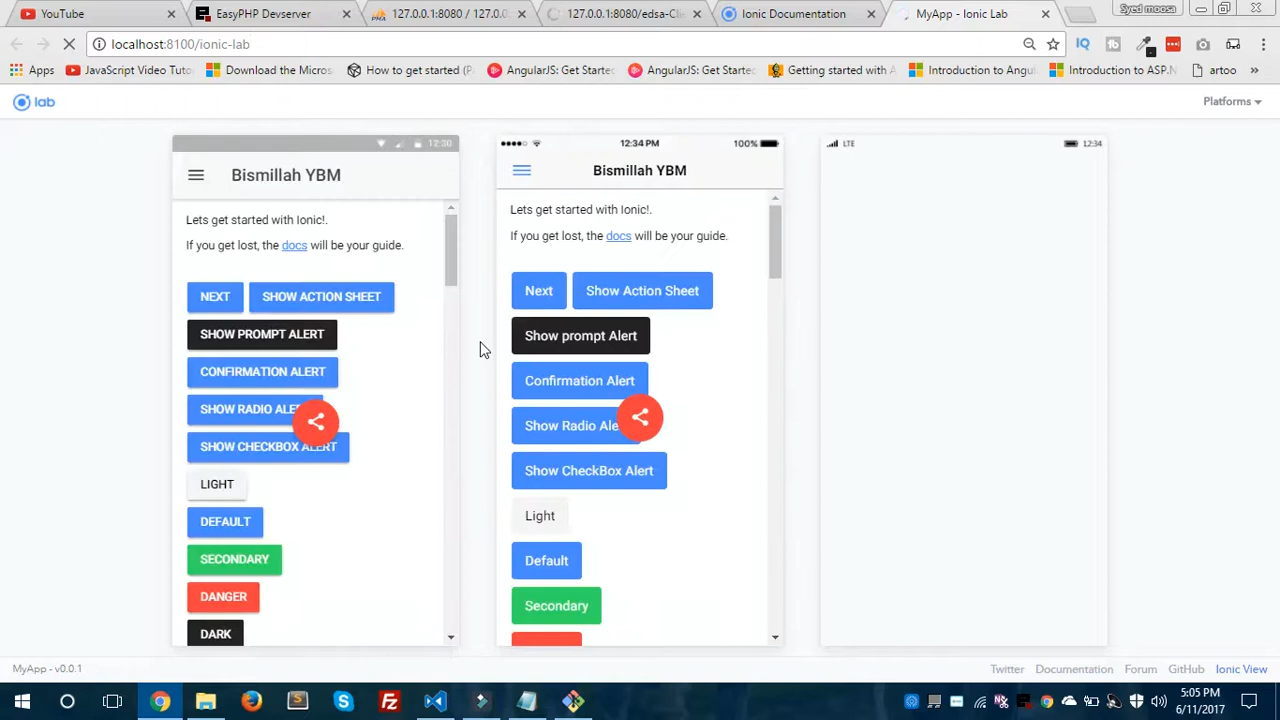 YouTube
EasyPHP Devserver
127.0.0.1:8080 / 127.0.0
127.0.0.1:8080/edsa-Cli
Ionic Documentation
MyApp - Ionic Lab
Syed moosa
localhost:8100/ionic-lab
Apps
JavaScript Video Tuto
Download the Micros
How to get started (P
AngularJS: Get Starte
AngularJS: Get Starte
Getting started with A
Introduction to Angu
Introduction to ASP.N
artoo
lab
Platforms
12:30
Bismillah YBM
Lets get started with Ionic!.
If you get lost, the docs will be your guide.
NEXT
SHOW ACTION SHEET
SHOW PROMPT ALERT
CONFIRMATION ALERT
SHOW RADIO ALE
SHOW CHECKBOX ALERT
LIGHT
DEFAULT
SECONDARY
DANGER
DARK
12:34 PM
100%
Bismillah YBM
Lets get started with Ionic!.
If you get lost, the docs will be your guide.
Next
Show Action Sheet
Show prompt Alert
Confirmation Alert
Show Radio Ale
Show CheckBox Alert
Light
Default
Secondary
LTE
12:34
MyApp - v0.0.1
Twitter
Documentation
Forum
GitHub
Ionic View
5:05 PM
6/11/2017